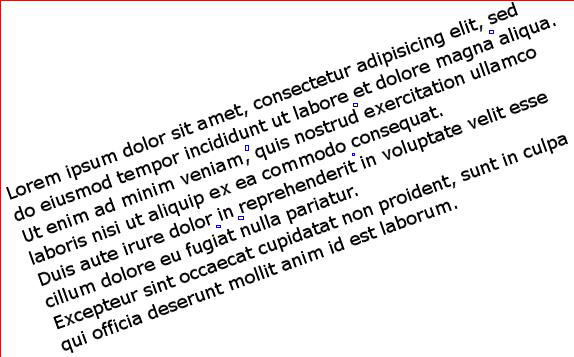 Lorem ipsum dolor sit amet, consectetur adipisicing elit, sed
do eiusmod tempor incididunt ut labore et dolore magna aliqua.
Ut enim ad minim veniam, quis nostrud exercitation ullamco
laboris nisi ut aliquip ex ea commodo consequat.
Duis aute irure dolor in reprehenderit in voluptate velit esse
cillum dolore eu fugiat nulla pariatur.
Excepteur sint occaecat cupidatat non proident, sunt in culpa
qui officia deserunt mollit anim id est laborum.